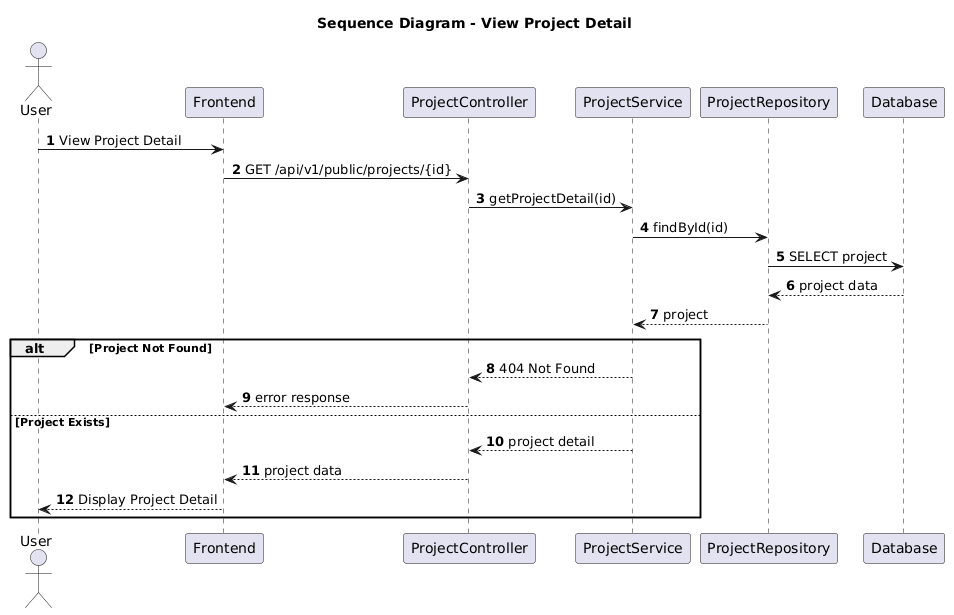 Sequence Diagram - View Project Detail
User
Frontend
ProjectController
ProjectService
ProjectRepository
Database
1 View Project Detail
2 GET /api/v1/public/projects/{id}
3 getProjectDetail(id)
4 findById(id)
5 SELECT project
6 project data
7 project
alt [Project Not Found]
8 404 Not Found
9 error response
[Project Exists]
10 project detail
11 project data
12 Display Project Detail
User
Frontend
ProjectController
ProjectService
ProjectRepository
Database